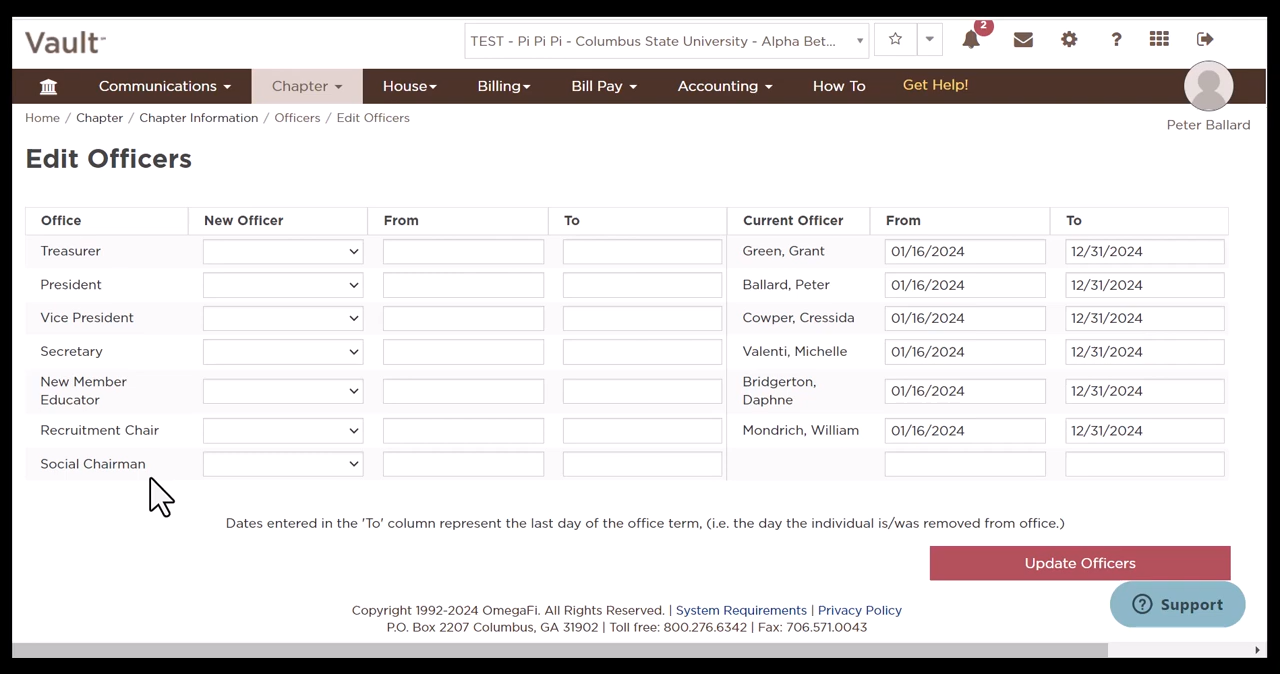 Vault
TEST - Pi Pi Pi - Columbus State University - Alpha Bet...
2
?
Communications
Chapter
House
Billing
Bill Pay
Accounting
How To
Get Help!
Home / Chapter / Chapter Information / Officers / Edit Officers
Peter Ballard
Edit Officers
Office New Officer From To Current Officer From To
Treasurer Green, Grant 01/16/2024 12/31/2024
President Ballard, Peter 01/16/2024 12/31/2024
Vice President Cowper, Cressida 01/16/2024 12/31/2024
Secretary Valenti, Michelle 01/16/2024 12/31/2024
New Member Educator Bridgerton, Daphne 01/16/2024 12/31/2024
Recruitment Chair Mondrich, William 01/16/2024 12/31/2024
Social Chairman
Dates entered in the 'To' column represent the last day of the office term, (i.e. the day the individual is/was removed from office.)
Update Officers
? Support
Copyright 1992-2024 OmegaFi. All Rights Reserved. | System Requirements | Privacy Policy
P.O. Box 2207 Columbus, GA 31902 | Toll free: 800.276.6342 | Fax: 706.571.0043